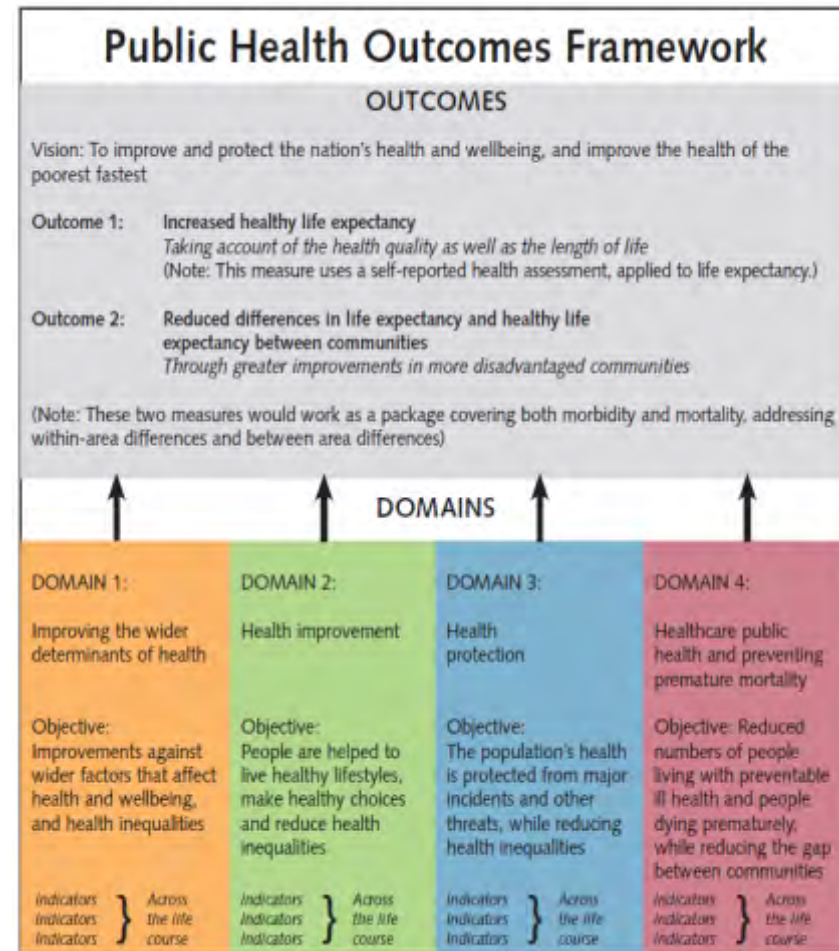 Public Health Outcomes Framework
OUTCOMES
Vision: To improve and protect the nation's health and wellbeing, and improve the health of the
poorest fastest
Outcome 1: Increased healthy life expectancy
Taking account of the health quality as well as the length of life
(Note: This measure uses a self-reported health assessment, applied to life expectancy.)
Outcome 2: Reduced differences in life expectancy and healthy life
expectancy between communities
Through greater improvements in more disadvantaged communities
(Note: These two measures would work as a package covering both morbidity and mortality, addressing
within-area differences and between area differences)
DOMAINS
DOMAIN 1:
Improving the wider
determinants of health
Objective:
Improvements against
wider factors that affect
health and wellbeing,
and health inequalities
Indicators } Across
Indicators } the life
Indicators } course
DOMAIN 2:
Health improvement
Objective:
People are helped to
live healthy lifestyles,
make healthy choices
and reduce health
inequalities
Indicators } Across
Indicators } the life
Indicators } course
DOMAIN 3:
Health
protection
Objective:
The population's health
is protected from major
incidents and other
threats, while reducing
health inequalities
Indicators } Across
Indicators } the life
Indicators } course
DOMAIN 4:
Healthcare public
health and preventing
premature mortality
Objective: Reduced
numbers of people
living with preventable
ill health and people
dying prematurely,
while reducing the gap
between communities
Indicators } Across
Indicators } the life
Indicators } course